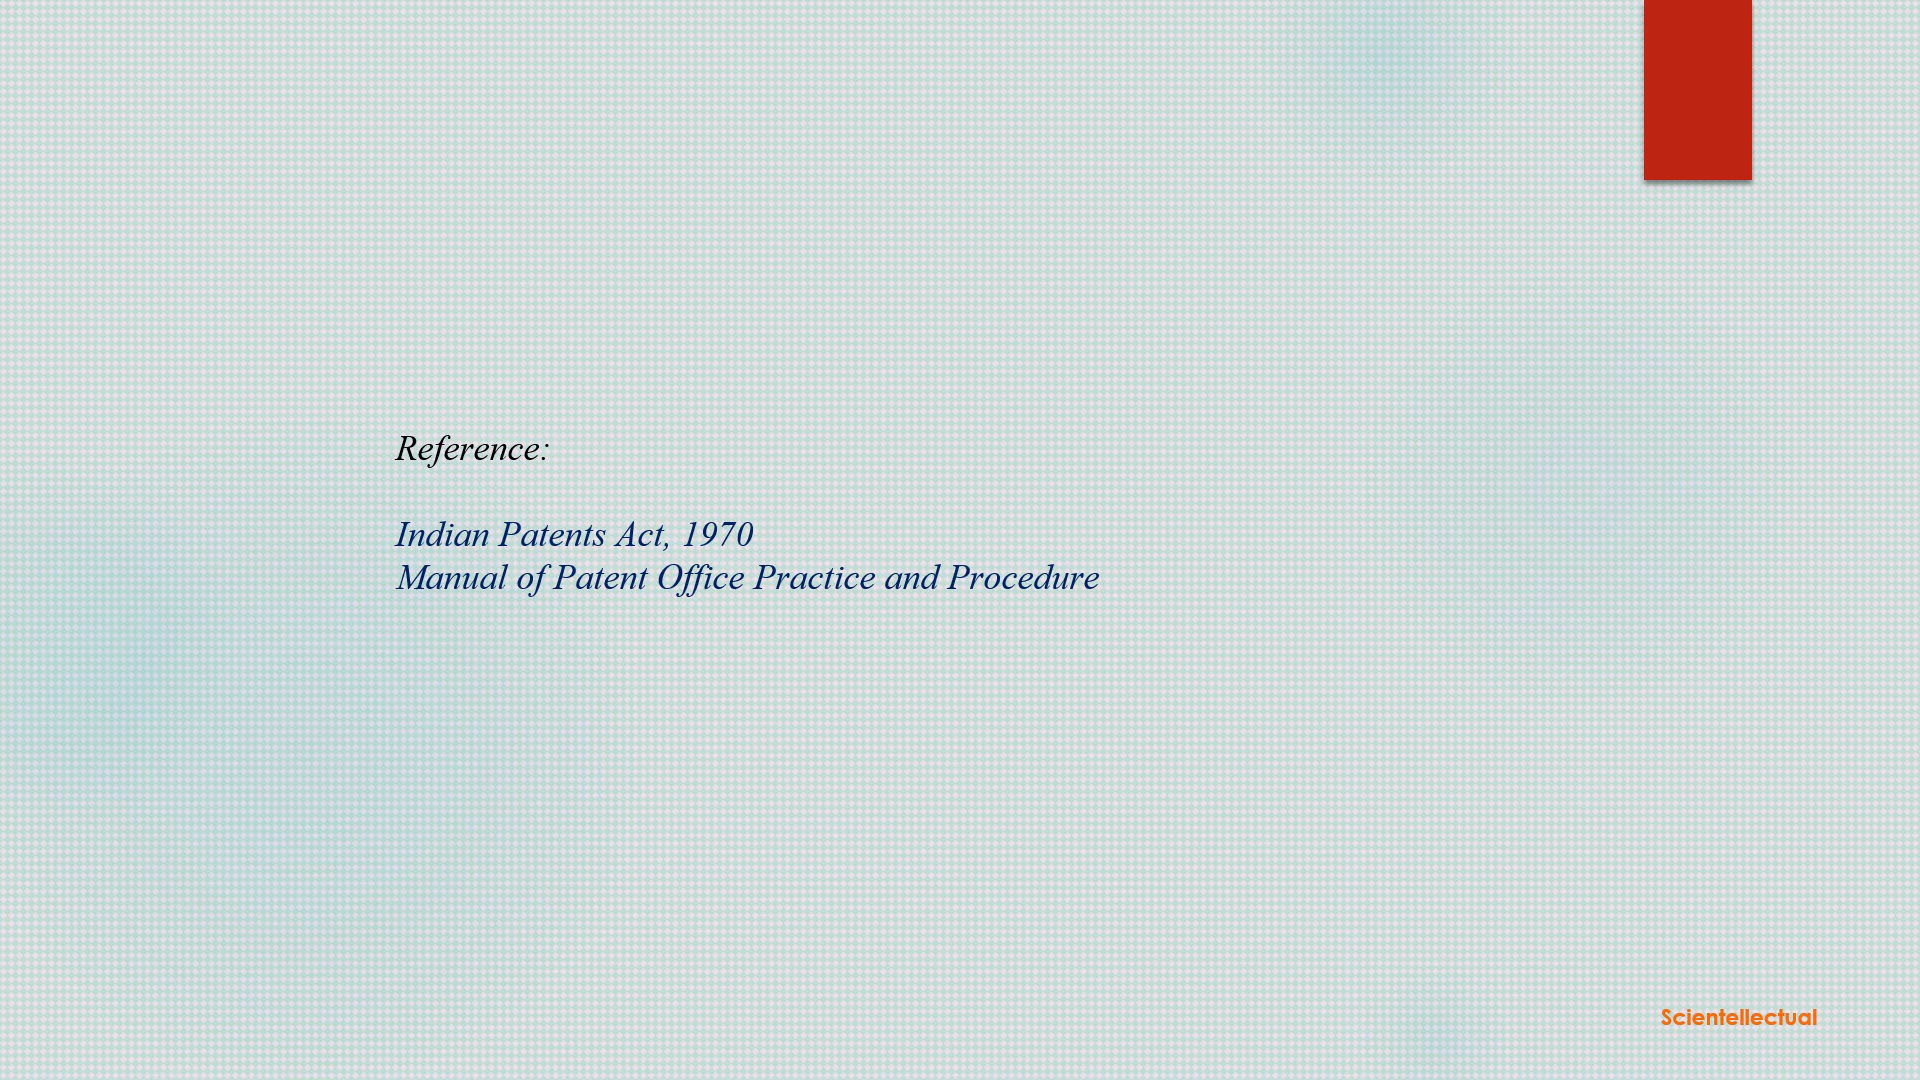 Reference:
Indian Patents Act, 1970
Manual of Patent Office Practice and Procedure
Scientellectual